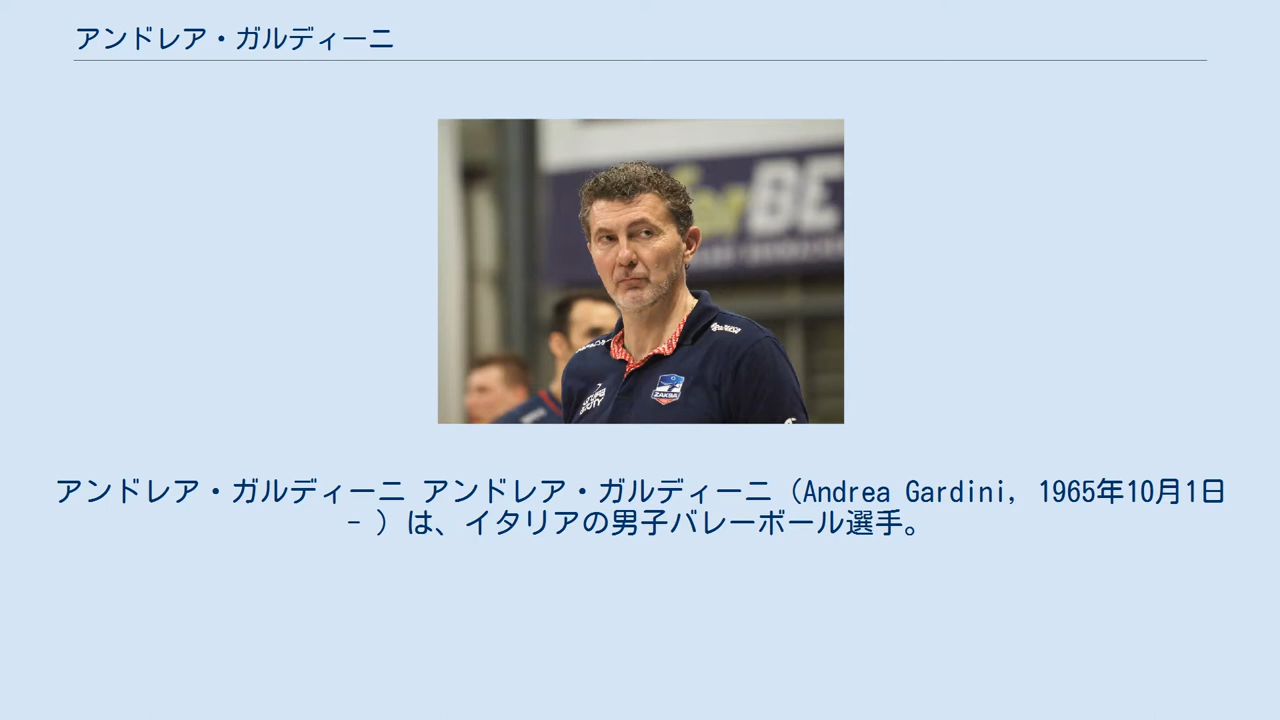 アンドレア・ガルディーニ
BE
ZAKSA
アンドレア・ガルディーニ アンドレア・ガルディーニ（Andrea Gardini, 1965年10月1日
- ）は、イタリアの男子バレーボール選手。